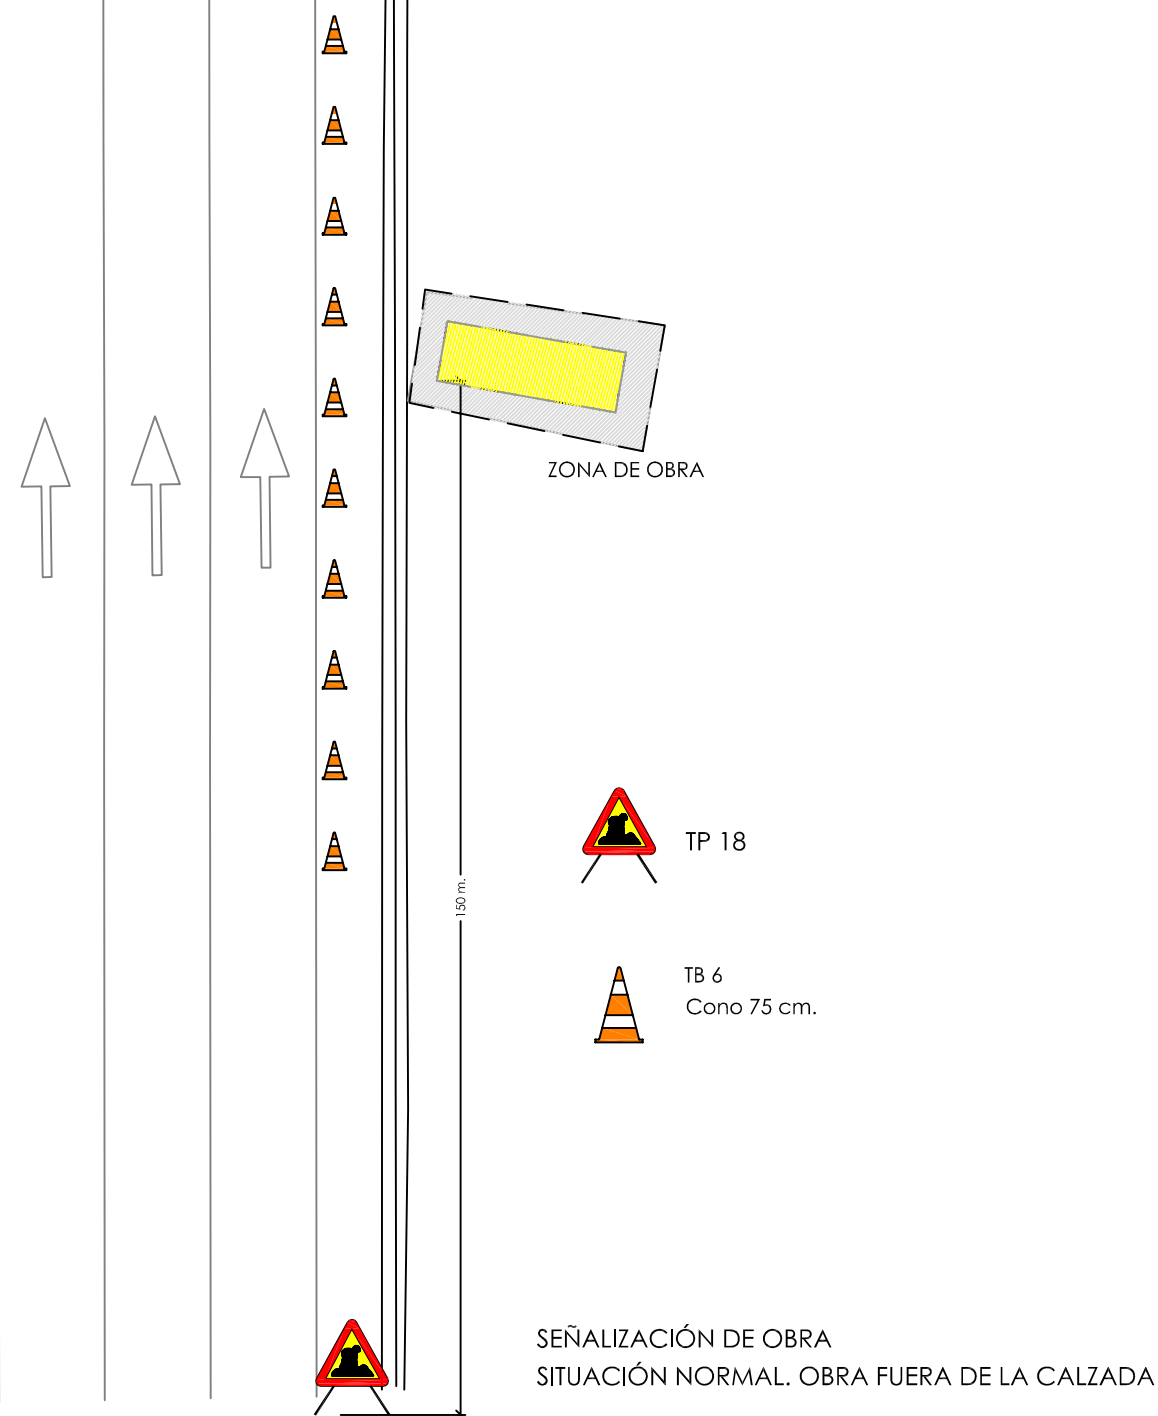 ZONA DE OBRA
TP 18
150 m.
TB 6
Cono 75 cm.
SEÑALIZACIÓN DE OBRA
SITUACIÓN NORMAL. OBRA FUERA DE LA CALZADA